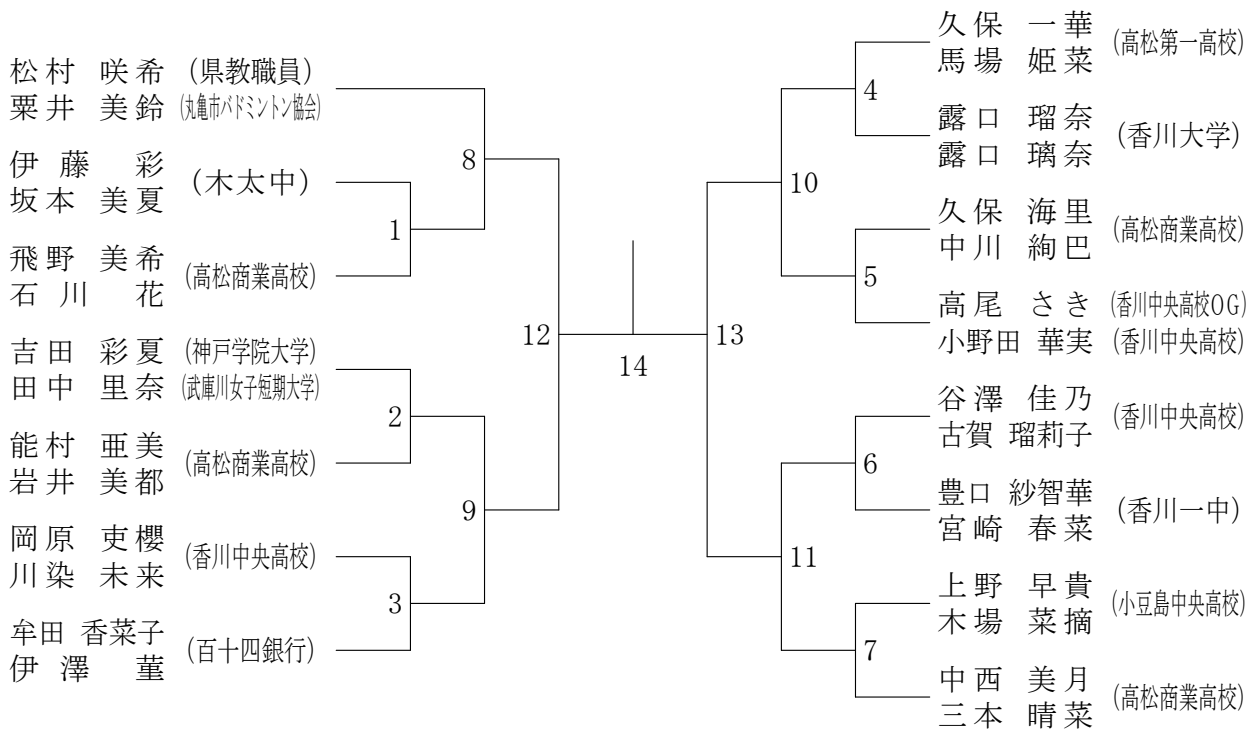 松村 咲希 (県教職員)
粟井 美鈴 (丸亀市バドミントン協会)
伊藤 彩
坂本 美夏
(木太中)
飛野 美希
石川 花
(高松商業高校)
吉田 彩夏 (神戸学院大学)
田中 里奈 (武庫川女子短期大学)
能村 亜美
岩井 美都
(高松商業高校)
岡原 吏櫻
川染 未来
(香川中央高校)
牟田 香菜子
伊澤 菫
(百十四銀行)
1
2
3
8
9
12
14
13
10
11
4
5
6
7
久保 一華
馬場 姫菜
(高松第一高校)
露口 瑠奈
露口 璃奈
(香川大学)
久保 海里
中川 絢巴
(高松商業高校)
高尾 さき (香川中央高校OG)
小野田 華実 (香川中央高校)
谷澤 佳乃
古賀 瑠莉子
(香川中央高校)
豊口 紗智華
宮崎 春菜
(香川一中)
上野 早貴
木場 菜摘
(小豆島中央高校)
中西 美月
三本 晴菜
(高松商業高校)